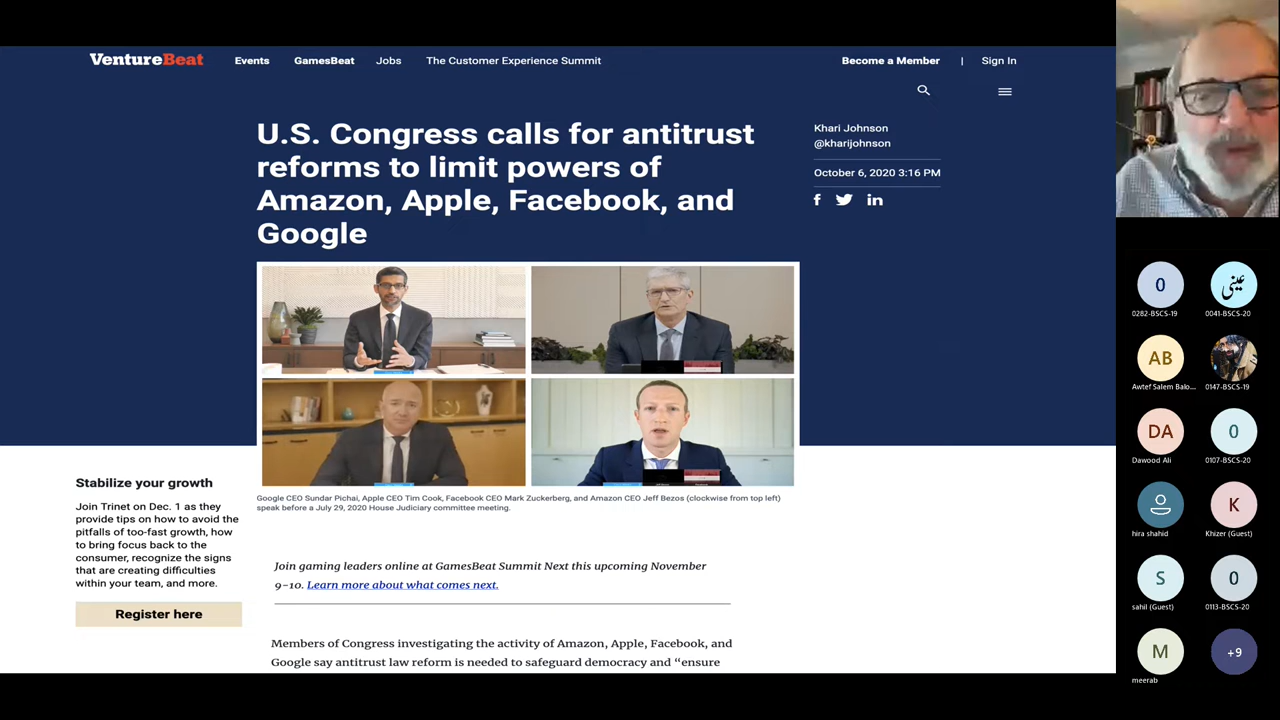 VentureBeat
Events GamesBeat Jobs The Customer Experience Summit
Become a Member | Sign In
U.S. Congress calls for antitrust
reforms to limit powers of
Amazon, Apple, Facebook, and
Google
Khari Johnson
@kharijohnson
October 6, 2020 3:16 PM
Google CEO Sundar Pichai, Apple CEO Tim Cook, Facebook CEO Mark Zuckerberg, and Amazon CEO Jeff Bezos (clockwise from top left)
speak before a July 29, 2020 House Judiciary committee meeting.
Stabilize your growth
Join Trinet on Dec. 1 as they
provide tips on how to avoid the
pitfalls of too-fast growth, how
to bring focus back to the
consumer, recognize the signs
that are creating difficulties
within your team, and more.
Register here
Join gaming leaders online at GamesBeat Summit Next this upcoming November
9–10. Learn more about what comes next.
Members of Congress investigating the activity of Amazon, Apple, Facebook, and
Google say antitrust law reform is needed to safeguard democracy and “ensure
0 عینی
0282-BSCS-19 0041-BSCS-20
AB
Awtef Salem Balo... 0147-BSCS-19
DA 0
Dawood Ali 0107-BSCS-20
K
hira shahid Khizer (Guest)
S 0
sahil (Guest) 0113-BSCS-20
M +9
meerab